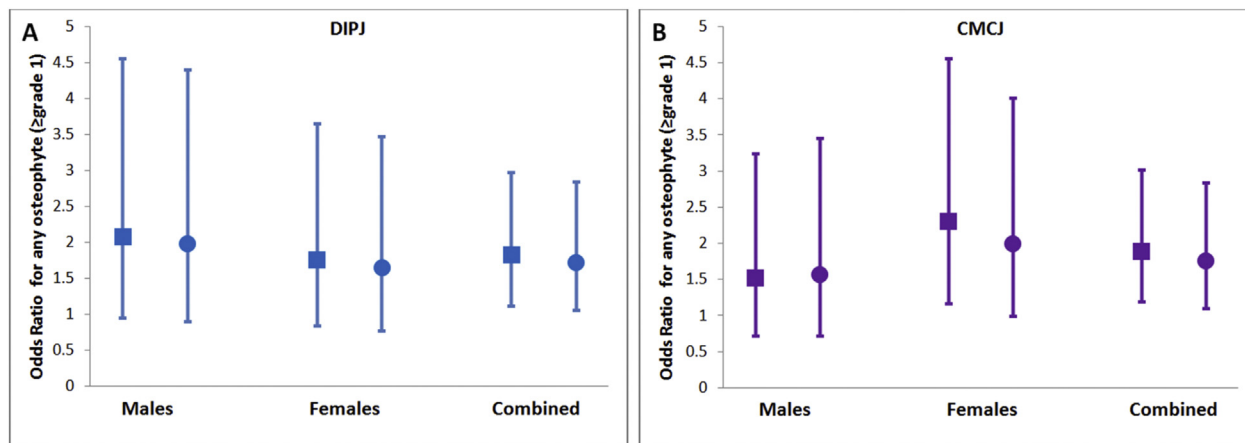 A
DIPJ
Odds Ratio for any osteophyte (≥grade 1)
5
4.5
4
3.5
3
2.5
2
1.5
1
0.5
0
Males Females Combined
B
CMCJ
Odds Ratio for any osteophyte (≥grade 1)
5
4.5
4
3.5
3
2.5
2
1.5
1
0.5
0
Males Females Combined